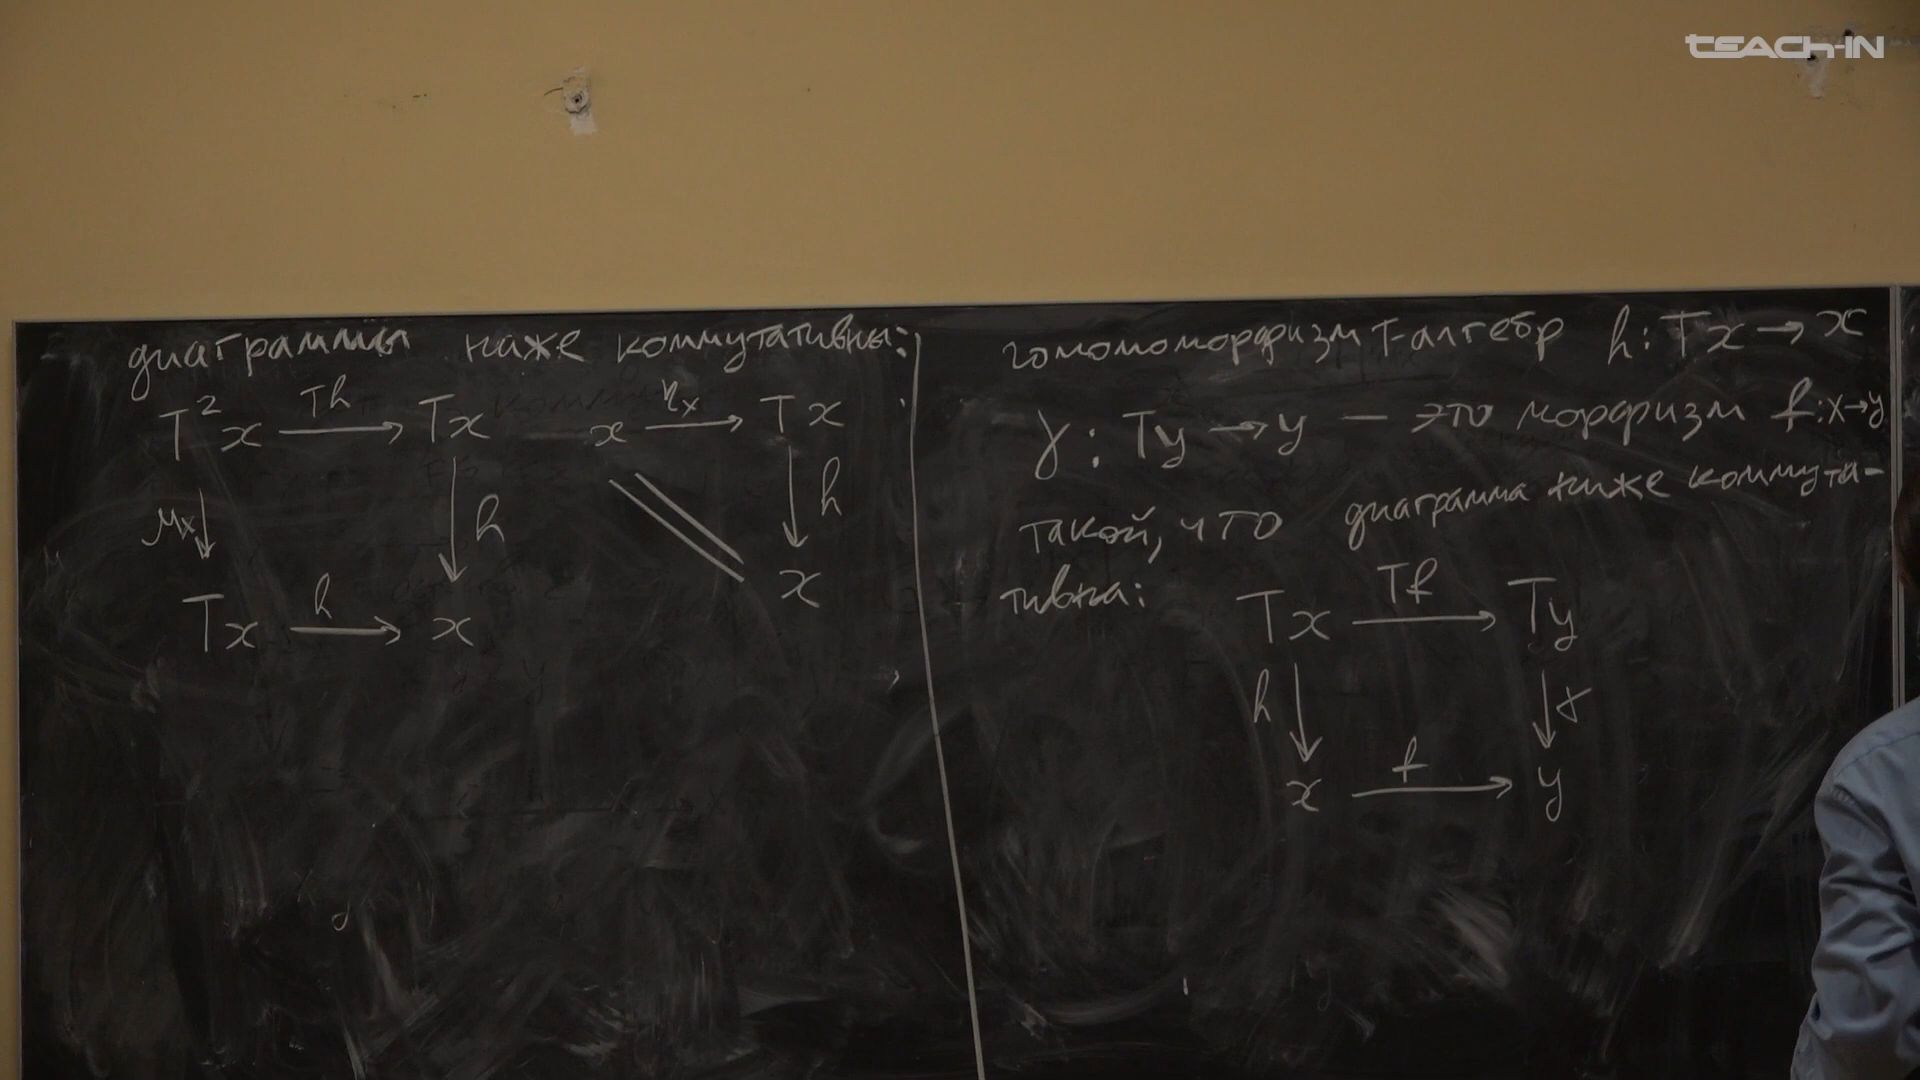 teach-in
диаграммы ниже коммутативны:
T²x —Th→ Tx    x —ηx→ Tx
μx ↓    ↓ h    ↓ h
x
Tx —h→ x
гомоморфизм T-алгебр h: Tx → x
γ: Ty → y — это морфизм f: x→y
такой, что диаграмма ниже коммута-
тивна:
Tx —Tf→ Ty
h ↓    ↓ γ
x —f→ y